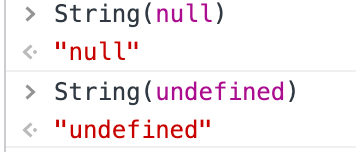 > String(null)
<· "null"
> String(undefined)
<· "undefined"